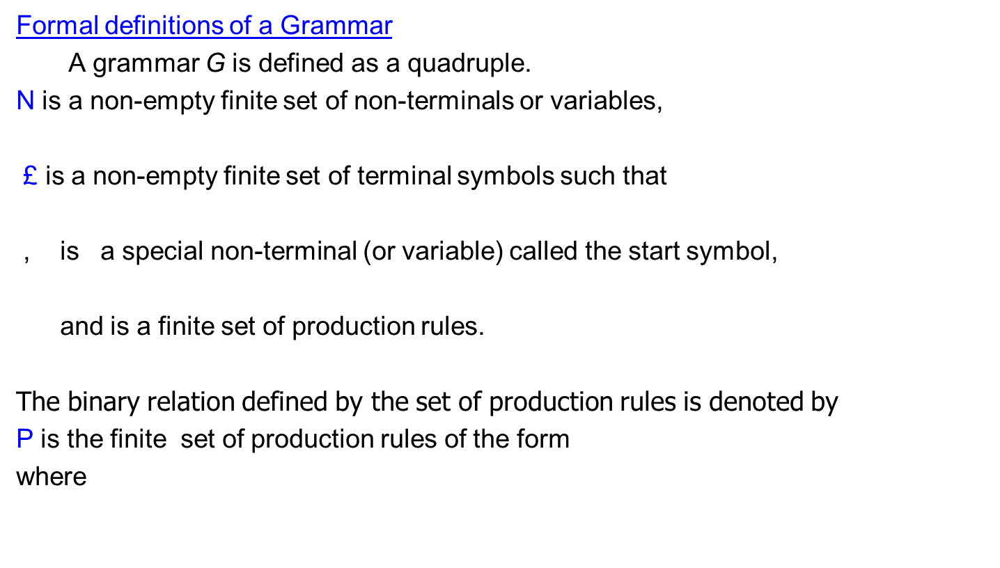 Formal definitions of a Grammar
A grammar G is defined as a quadruple.
N is a non-empty finite set of non-terminals or variables,
£ is a non-empty finite set of terminal symbols such that
, is a special non-terminal (or variable) called the start symbol,
and is a finite set of production rules.
The binary relation defined by the set of production rules is denoted by
P is the finite set of production rules of the form
where